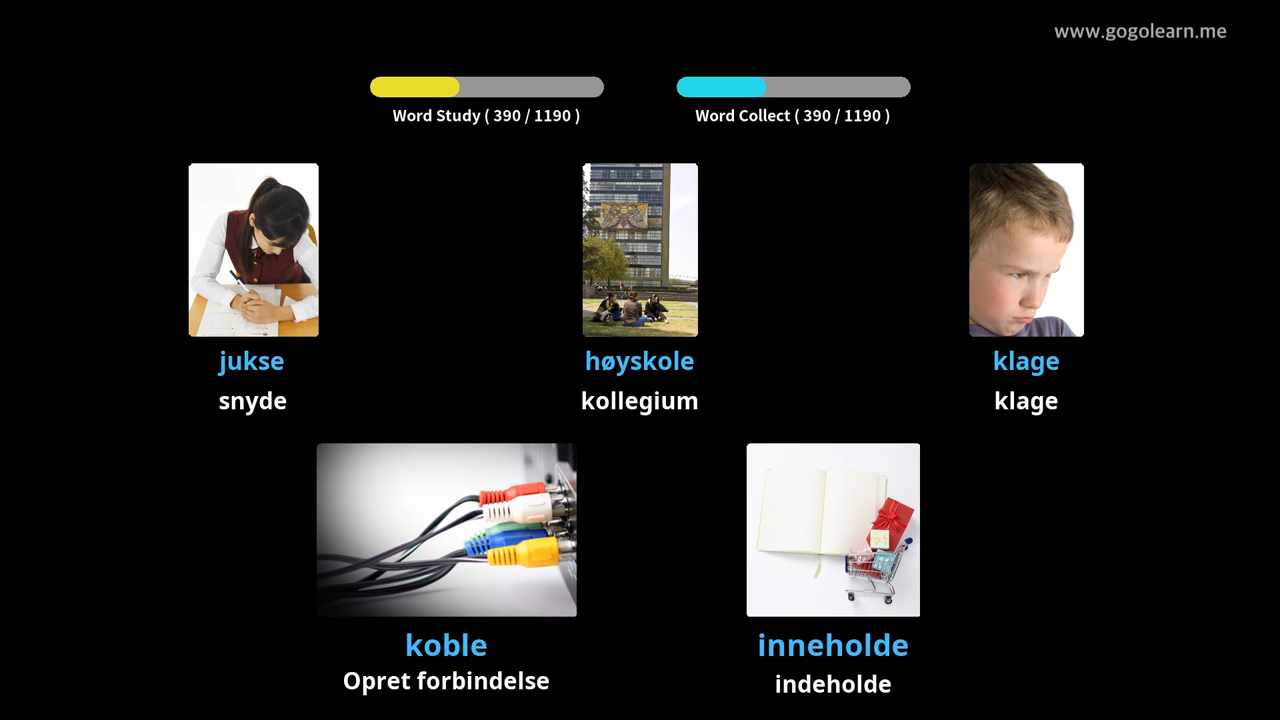 www.gogolearn.me
Word Study ( 390 / 1190 )
Word Collect ( 390 / 1190 )
jukse
snyde
høyskole
kollegium
klage
klage
koble
Opret forbindelse
inneholde
indeholde